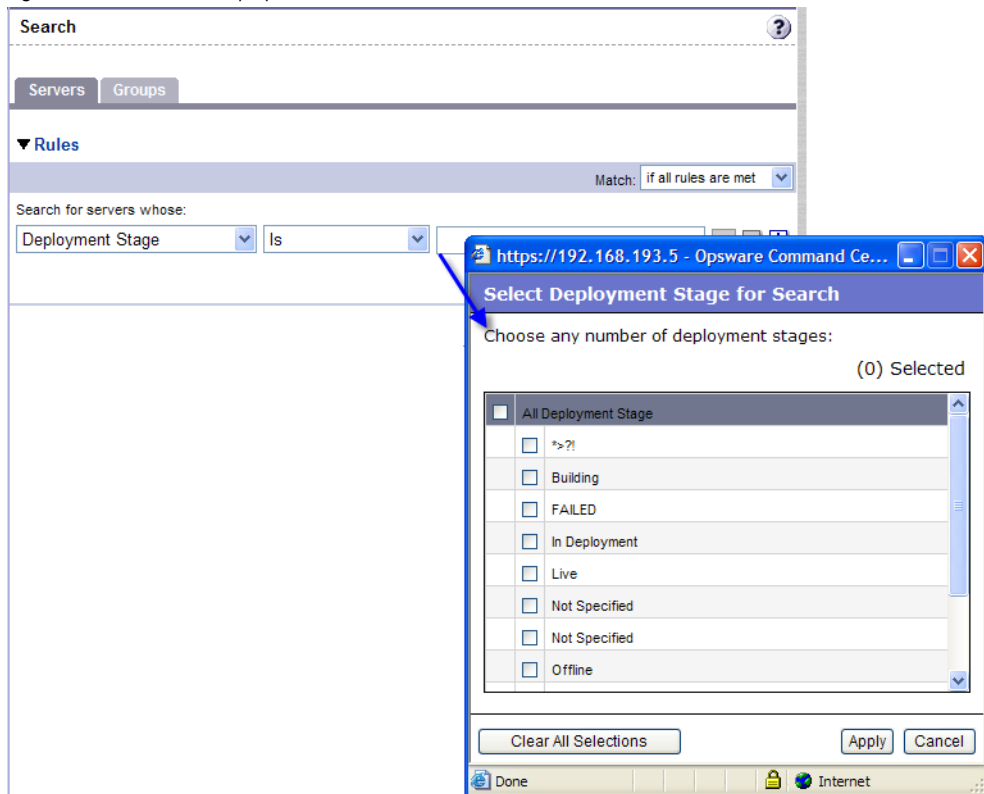 Search
?
Servers Groups
Rules
Match: if all rules are met
Search for servers whose:
Deployment Stage Is
https://192.168.193.5 - Opsware Command Ce...
Select Deployment Stage for Search
Choose any number of deployment stages:
(0) Selected
All Deployment Stage
*>?!
Building
FAILED
In Deployment
Live
Not Specified
Not Specified
Offline
Clear All Selections Apply Cancel
Done Internet